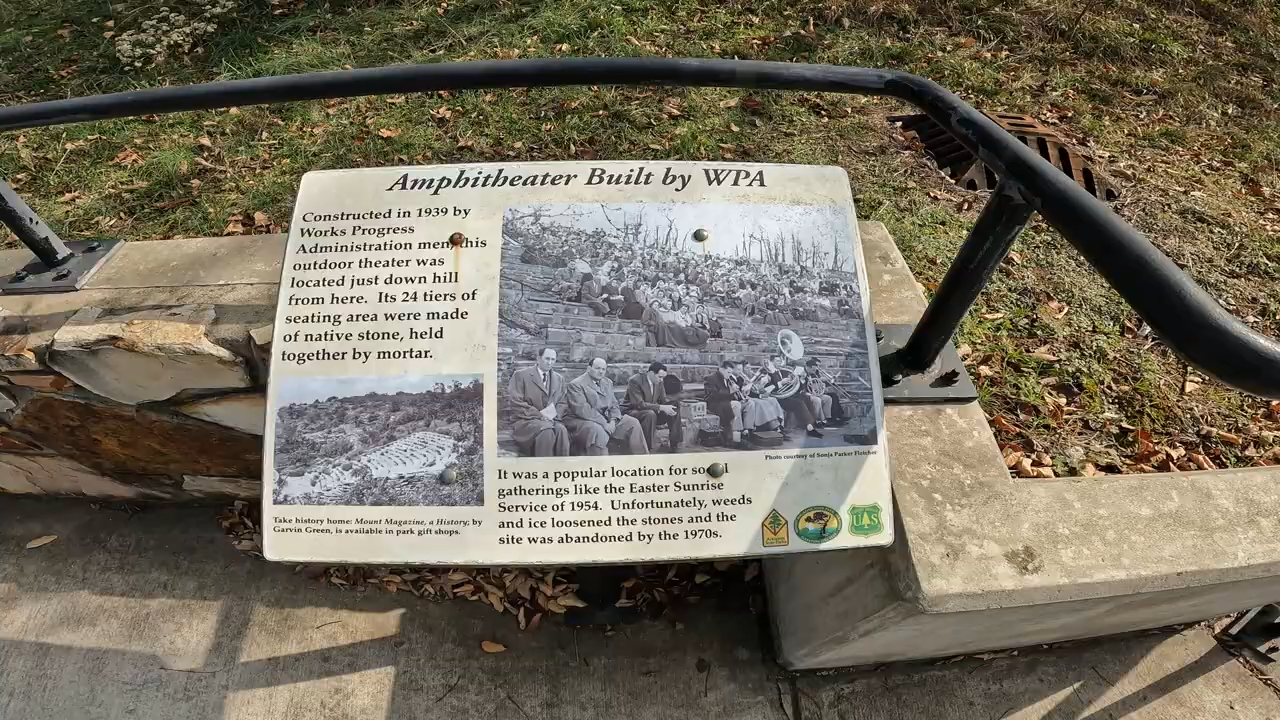 Amphitheater Built by WPA
Constructed in 1939 by
Works Progress
Administration men, this
outdoor theater was
located just down hill
from here. Its 24 tiers of
seating area were made
of native stone, held
together by mortar.
Take history home: Mount Magazine, a History; by
Garvin Green, is available in park gift shops.
Photo courtesy of Sonja Parker Fletcher
It was a popular location for social
gatherings like the Easter Sunrise
Service of 1954. Unfortunately, weeds
and ice loosened the stones and the
site was abandoned by the 1970s.
UAS